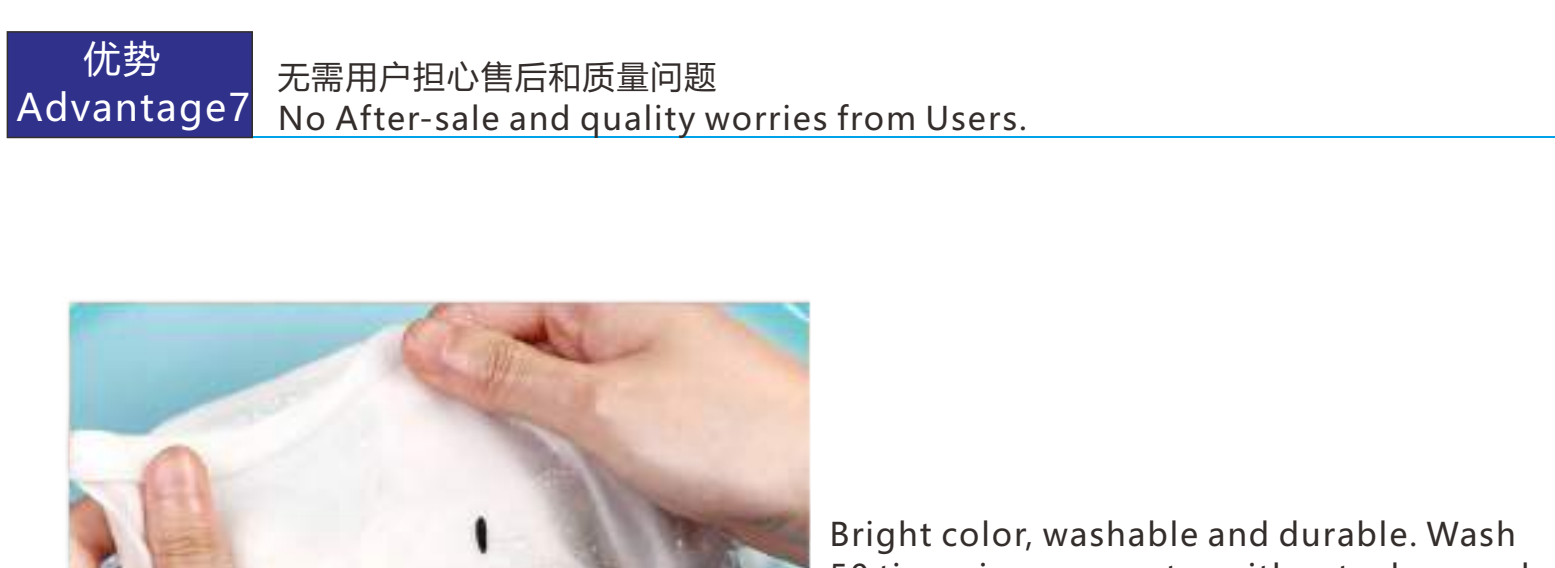 优势
Advantage7
无需用户担心售后和质量问题
No After-sale and quality worries from Users.
Bright color, washable and durable. Wash